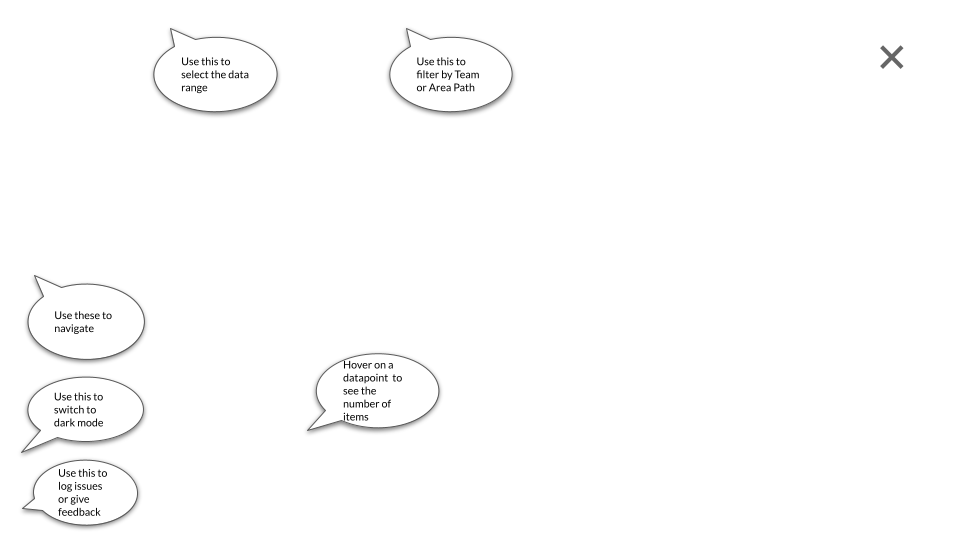 Use this to
select the data
range
Use this to
filter by Team
or Area Path
Use these to
navigate
Hover on a
datapoint  to
see the
number of
items
Use this to
switch to
dark mode
Use this to
log issues
or give
feedback